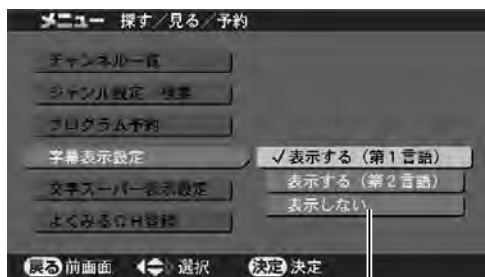 メニュー 探す／見る／予約
チャンネル一覧
ジャンル設定・検索
プログラム予約
字幕表示設定
✓表示する（第1言語）
表示する（第2言語）
表示しない
文字スーパー表示設定
よくみるCH登録
戻る 前画面 選択 決定 決定